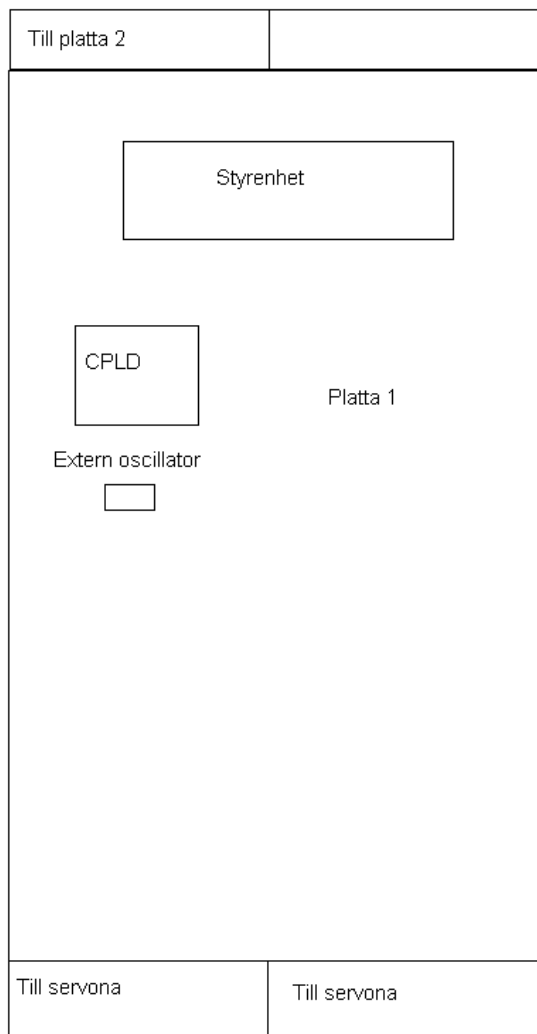 Till platta 2
Styrenhet
CPLD
Platta 1
Extern oscillator
Till servona
Till servona